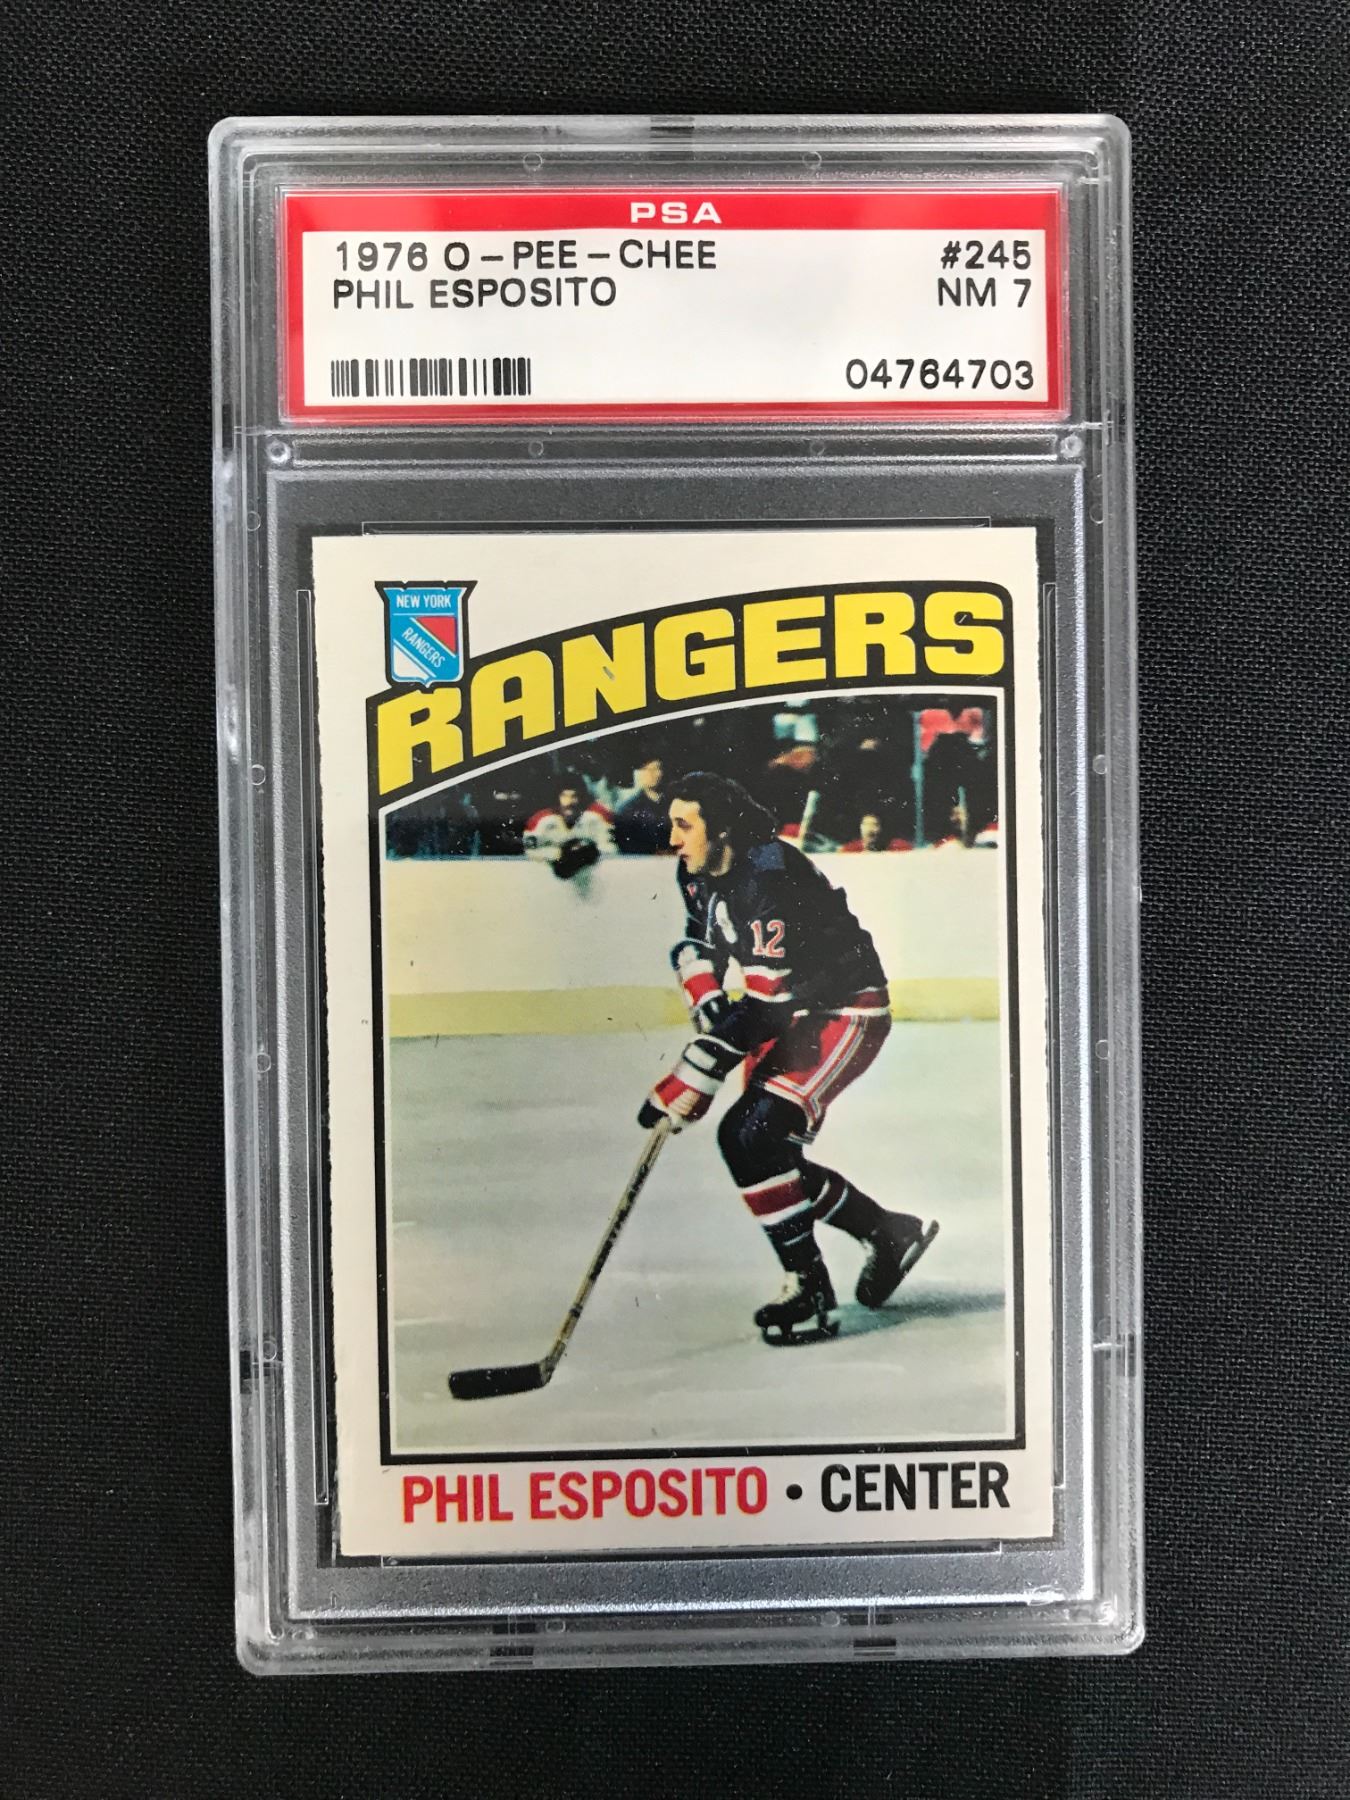 PSA
1976 O-PEE-CHEE #245
PHIL ESPOSITO NM 7
04764703
NEW YORK
RANGERS
RANGERS
12
PHIL ESPOSITO • CENTER